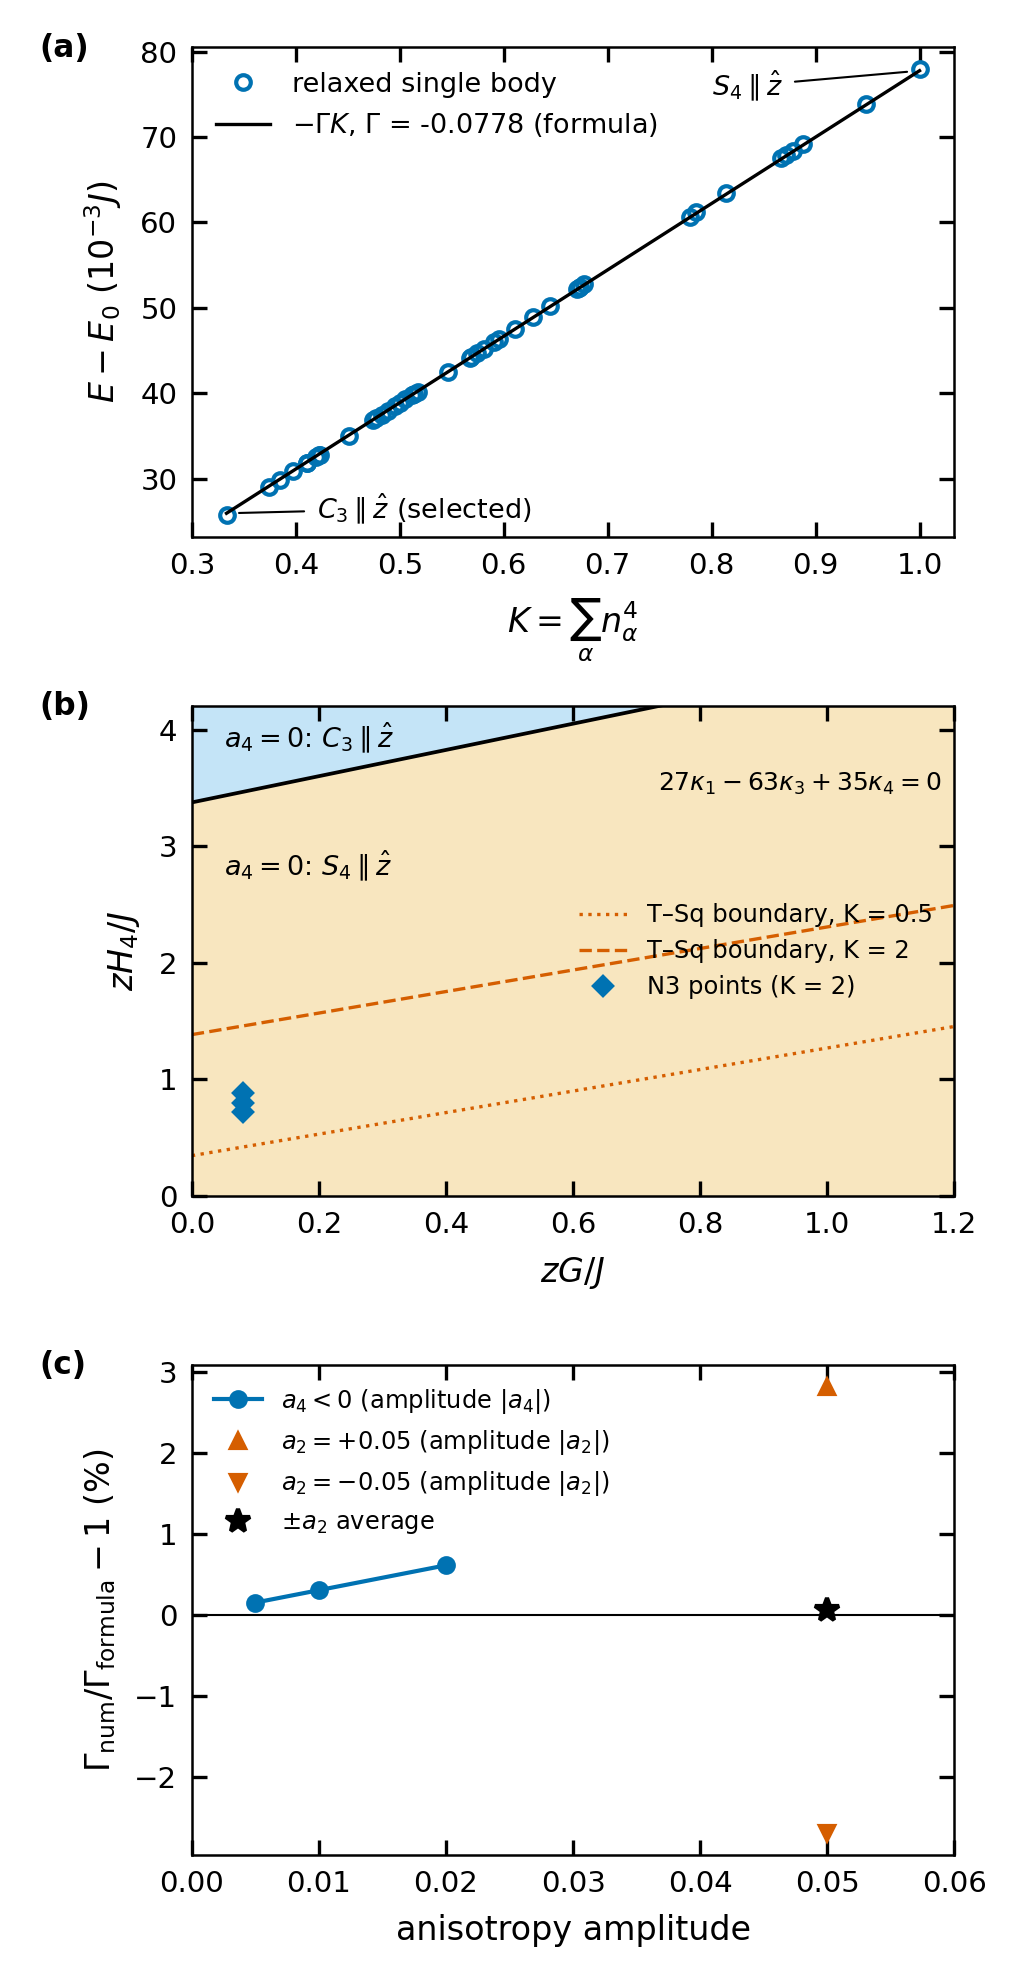 (a)
80
70
60
50
40
30
E − E₀ (10⁻³J)
relaxed single body
−ΓK, Γ = -0.0778 (formula)
S₄ ∥ ẑ
C₃ ∥ ẑ (selected)
0.3 0.4 0.5 0.6 0.7 0.8 0.9 1.0
K = ∑_α n_α⁴
(b)
4
3
2
1
0
zH₄/J
a₄ = 0: C₃ ∥ ẑ
27κ₁ − 63κ₃ + 35κ₄ = 0
a₄ = 0: S₄ ∥ ẑ
T–Sq boundary, K = 0.5
T–Sq boundary, K = 2
N3 points (K = 2)
0.0 0.2 0.4 0.6 0.8 1.0 1.2
zG/J
(c)
3
2
1
0
−1
−2
Γ_num/Γ_formula − 1 (%)
a₄ < 0 (amplitude |a₄|)
a₂ = +0.05 (amplitude |a₂|)
a₂ = −0.05 (amplitude |a₂|)
±a₂ average
0.00 0.01 0.02 0.03 0.04 0.05 0.06
anisotropy amplitude